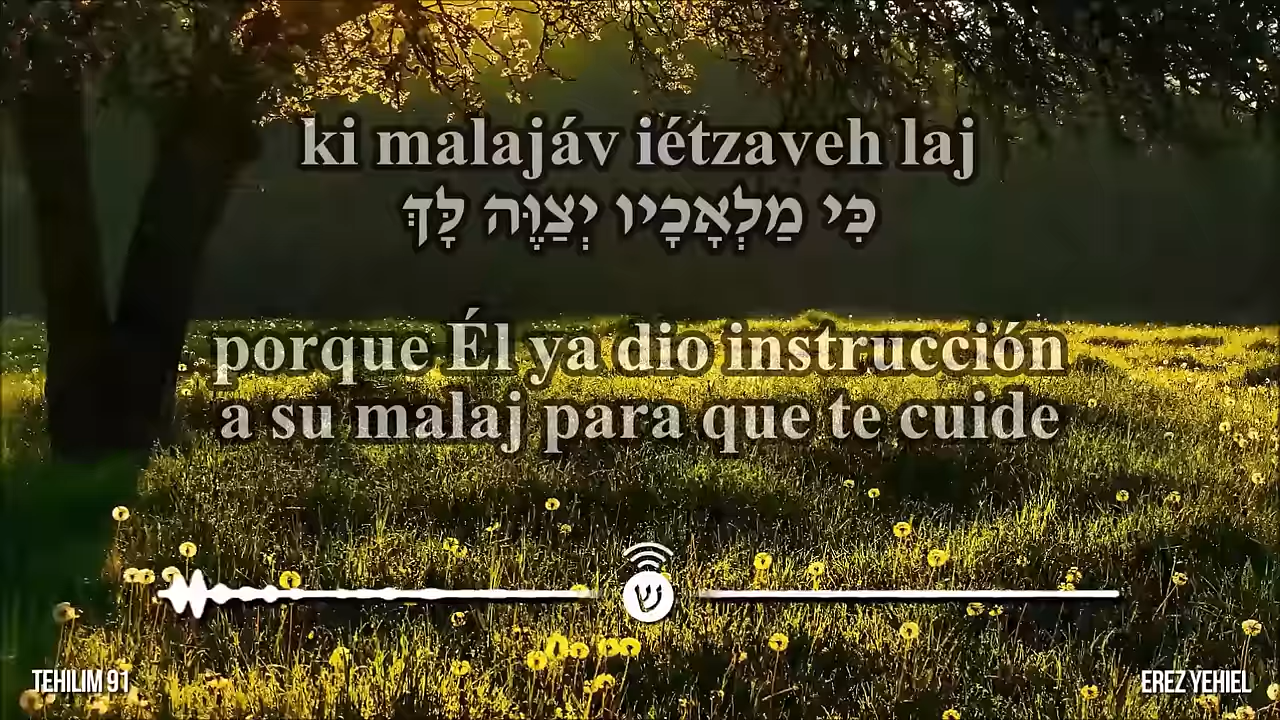 ki malajáv iétzaveh laj
כִּי מַלְאָכָיו יְצַוֶּה לָּךְ
porque Él ya dio instrucción
a su malaj para que te cuide
ש
TEHILIM 91
EREZ YEHIEL